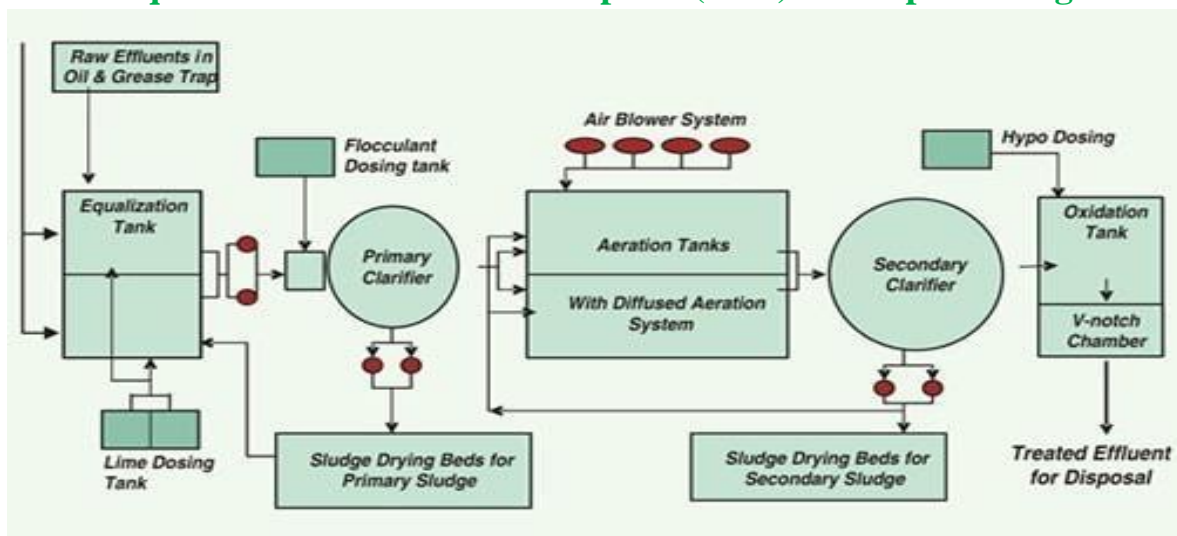 Raw Effluents in
Oil & Grease Trap
Flocculant
Dosing tank
Air Blower System
Hypo Dosing
Equalization
Tank
Primary
Clarifier
Aeration Tanks
With Diffused Aeration
System
Secondary
Clarifier
Oxidation
Tank
V-notch
Chamber
Lime Dosing
Tank
Sludge Drying Beds for
Primary Sludge
Sludge Drying Beds for
Secondary Sludge
Treated Effluent
for Disposal